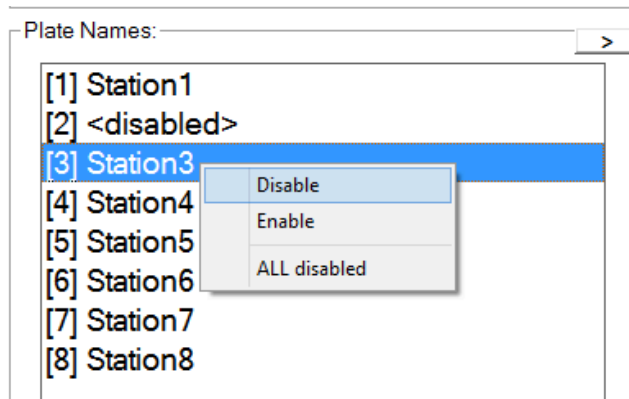 Plate Names:
>
[1] Station1
[2] <disabled>
[3] Station3
Disable
[4] Station4
Enable
[5] Station5
ALL disabled
[6] Station6
[7] Station7
[8] Station8